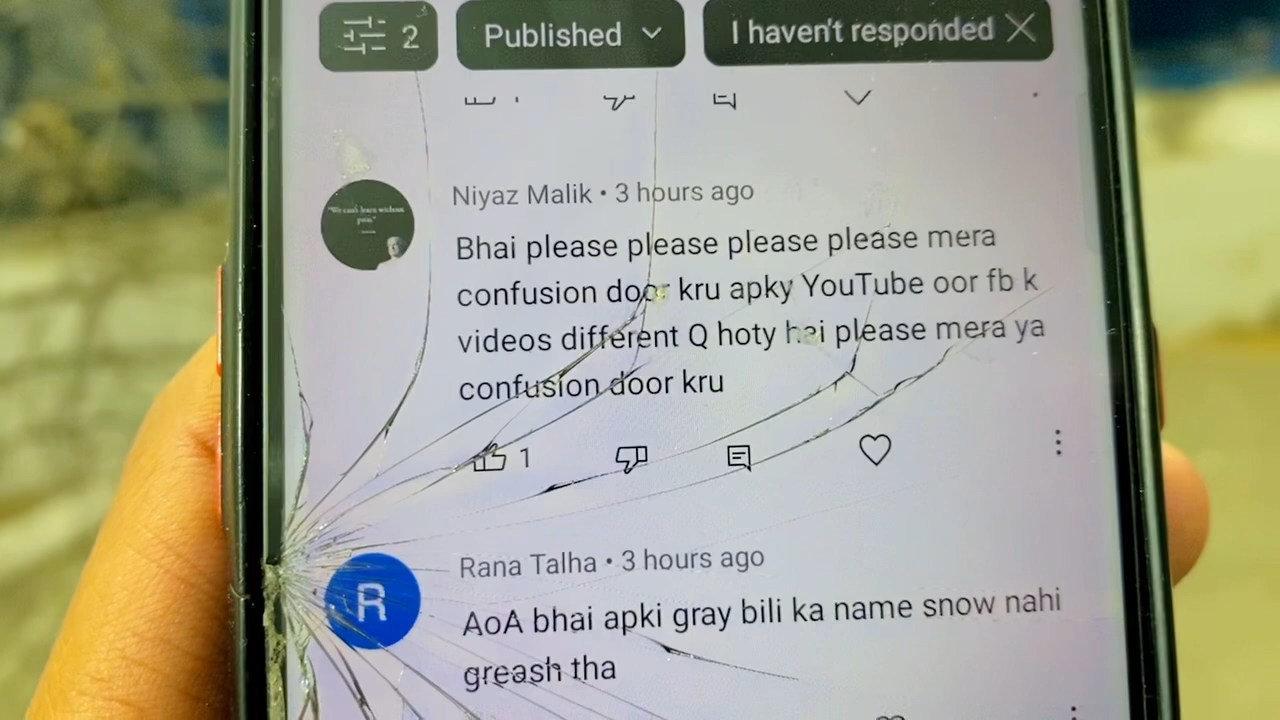 2
Published
I haven't responded
Niyaz Malik • 3 hours ago
Bhai please please please please mera
confusion door kru apky YouTube oor fb k
videos different Q hoty hai please mera ya
confusion door kru
1
R
Rana Talha • 3 hours ago
AoA bhai apki gray bili ka name snow nahi
greash tha